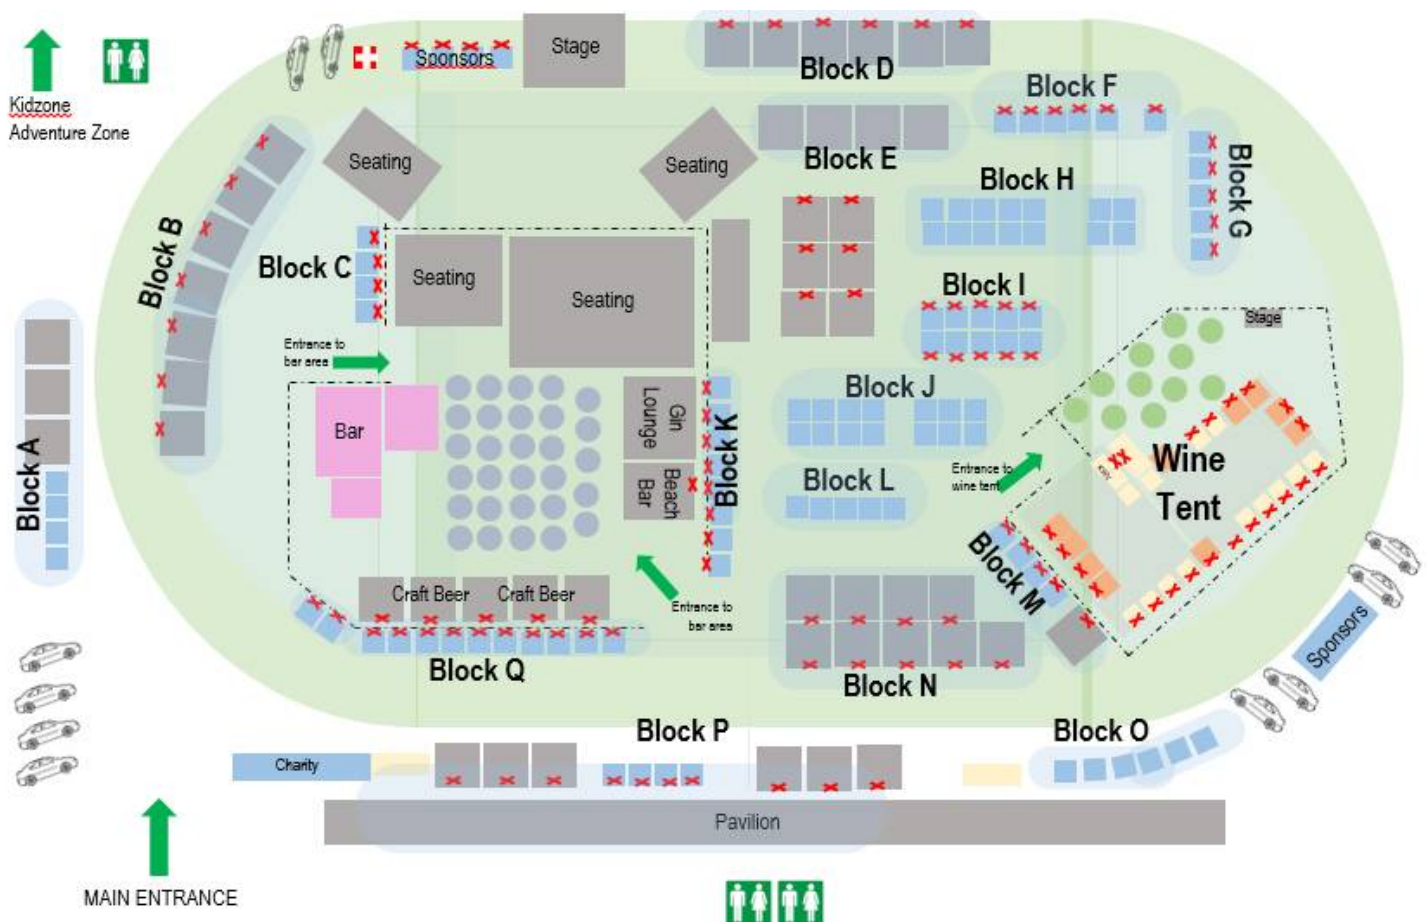 Kidzone
Adventure Zone
Sponsors
Stage
Block D
Block F
Seating
Seating
Block E
Block H
Block G
Block B
Block C
Seating
Seating
Block I
Stage
Entrance to
bar area
Block J
Bar
Gin
Lounge
Block K
Block A
Wine
Tent
Entrance to
wine tent
Beach
Bar
Block L
Block M
Craft Beer
Craft Beer
Entrance to
bar area
Sponsors
Block Q
Block N
Block P
Block O
Charity
Pavilion
MAIN ENTRANCE